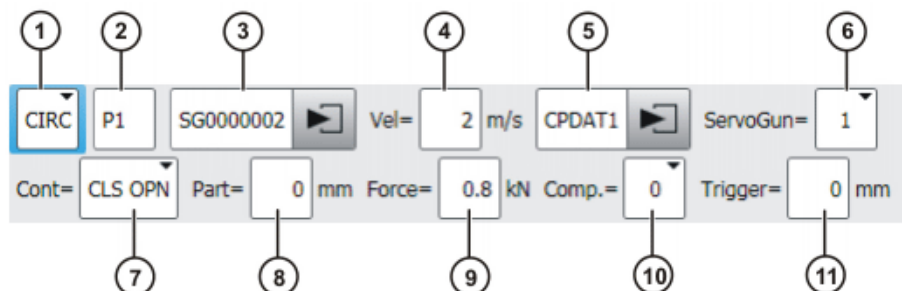 1 2 3 4 5 6
CIRC P1 SG0000002 Vel= 2 m/s CPDAT1 ServoGun= 1
Cont= CLS OPN Part= 0 mm Force= 0.8 kN Comp.= 0 Trigger= 0 mm
7 8 9 10 11